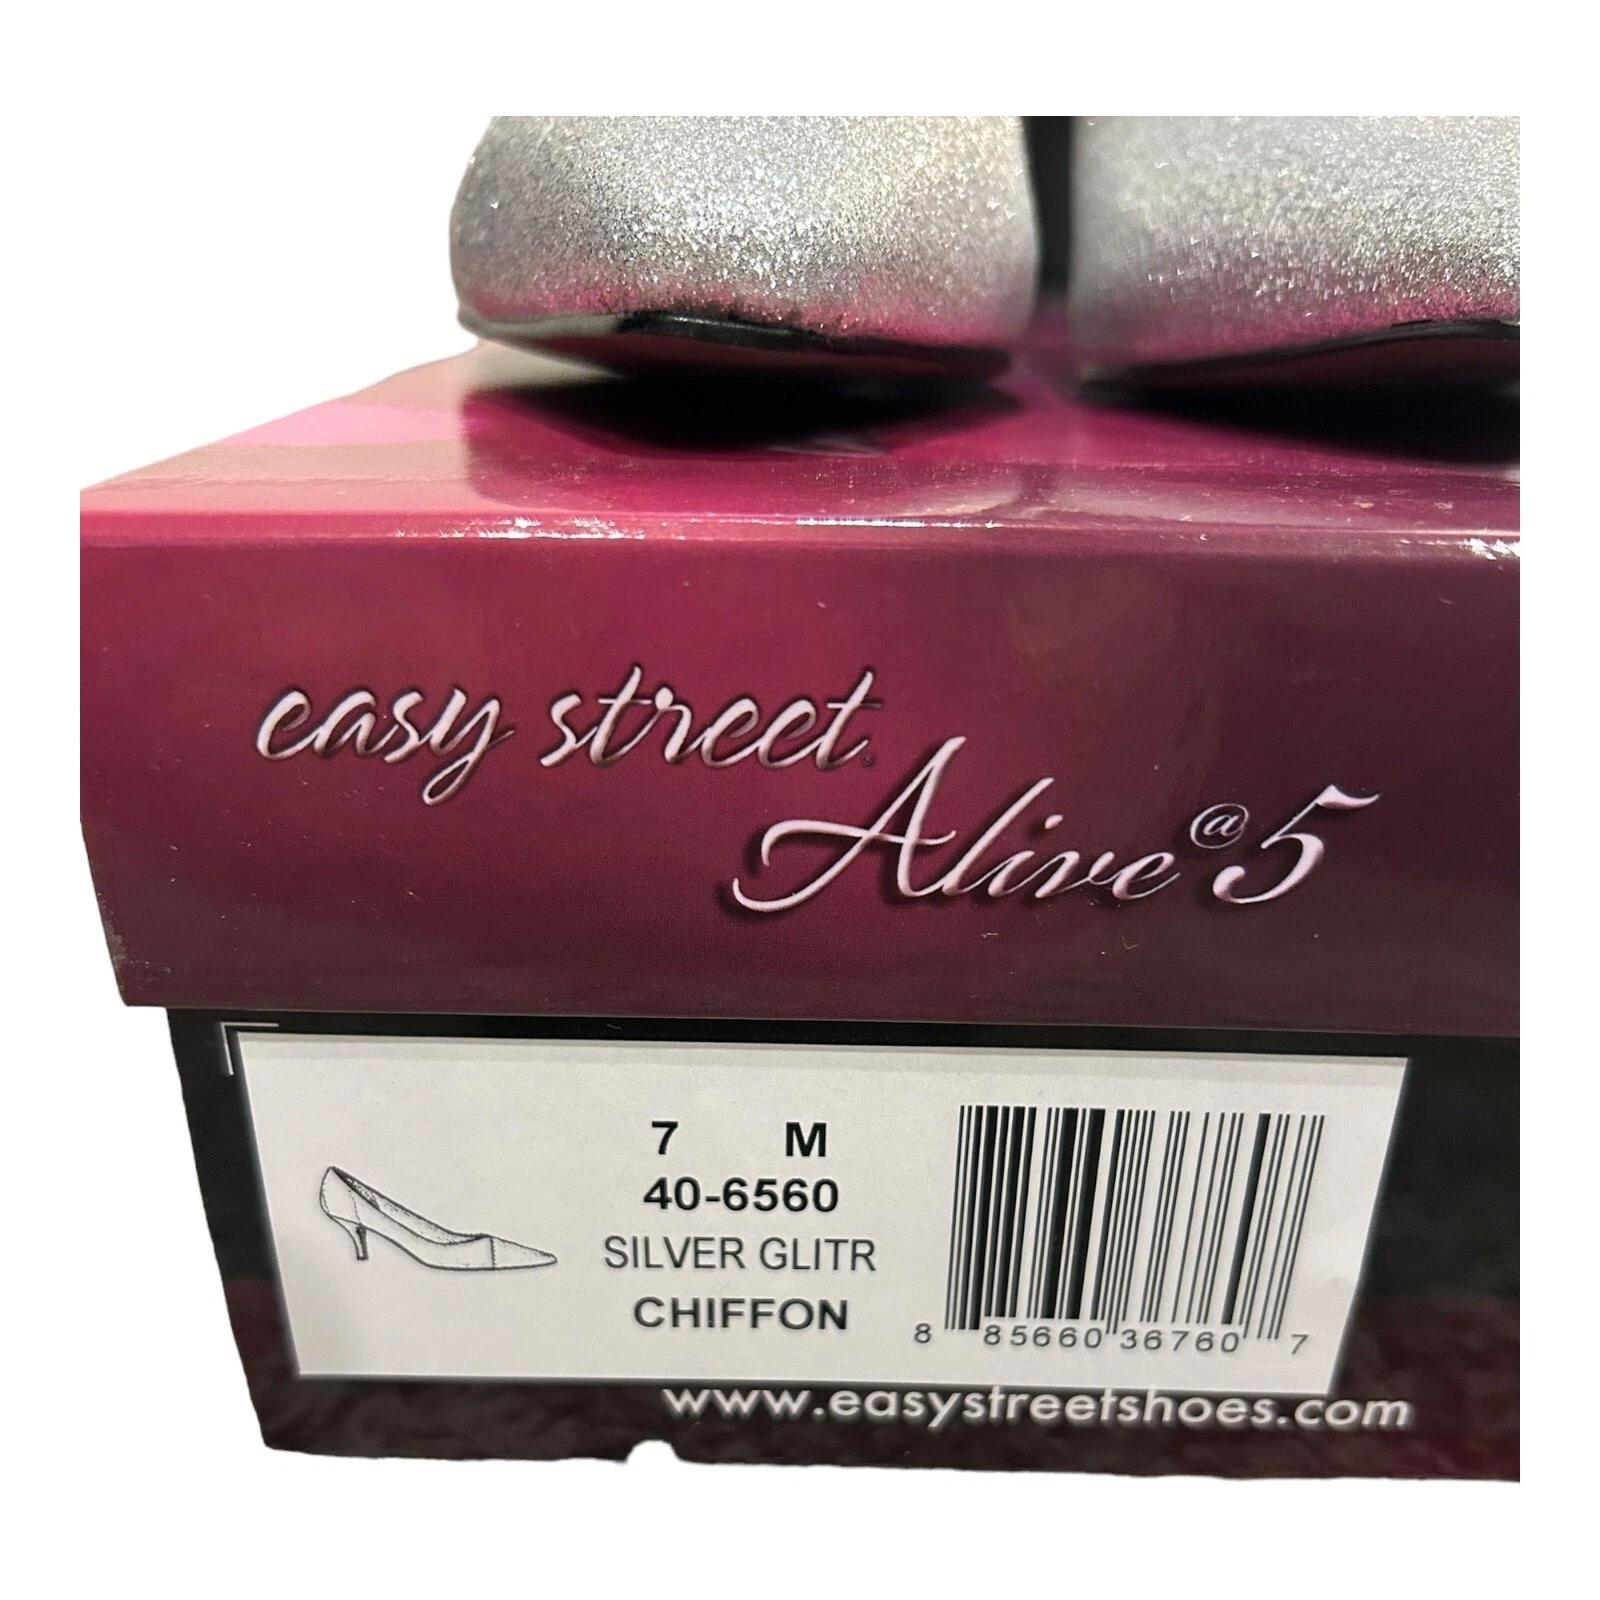 easy street.
Alive@5
7 M
40-6560
SILVER GLITR
CHIFFON
8 85660 36760 7
www.easystreetshoes.com